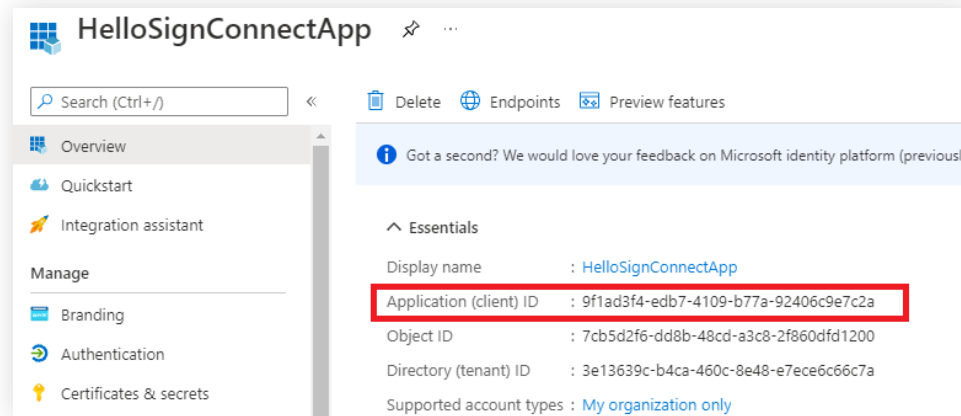 HelloSignConnectApp
Search (Ctrl+/)
Delete Endpoints Preview features
Overview
Got a second? We would love your feedback on Microsoft identity platform (previousl
Quickstart
Integration assistant
Essentials
Display name : HelloSignConnectApp
Manage
Application (client) ID : 9f1ad3f4-edb7-4109-b77a-92406c9e7c2a
Branding
Object ID : 7cb5d2f6-dd8b-48cd-a3c8-2f860dfd1200
Authentication
Directory (tenant) ID : 3e13639c-b4ca-460c-8e48-e7ece6c66c7a
Certificates & secrets
Supported account types : My organization only